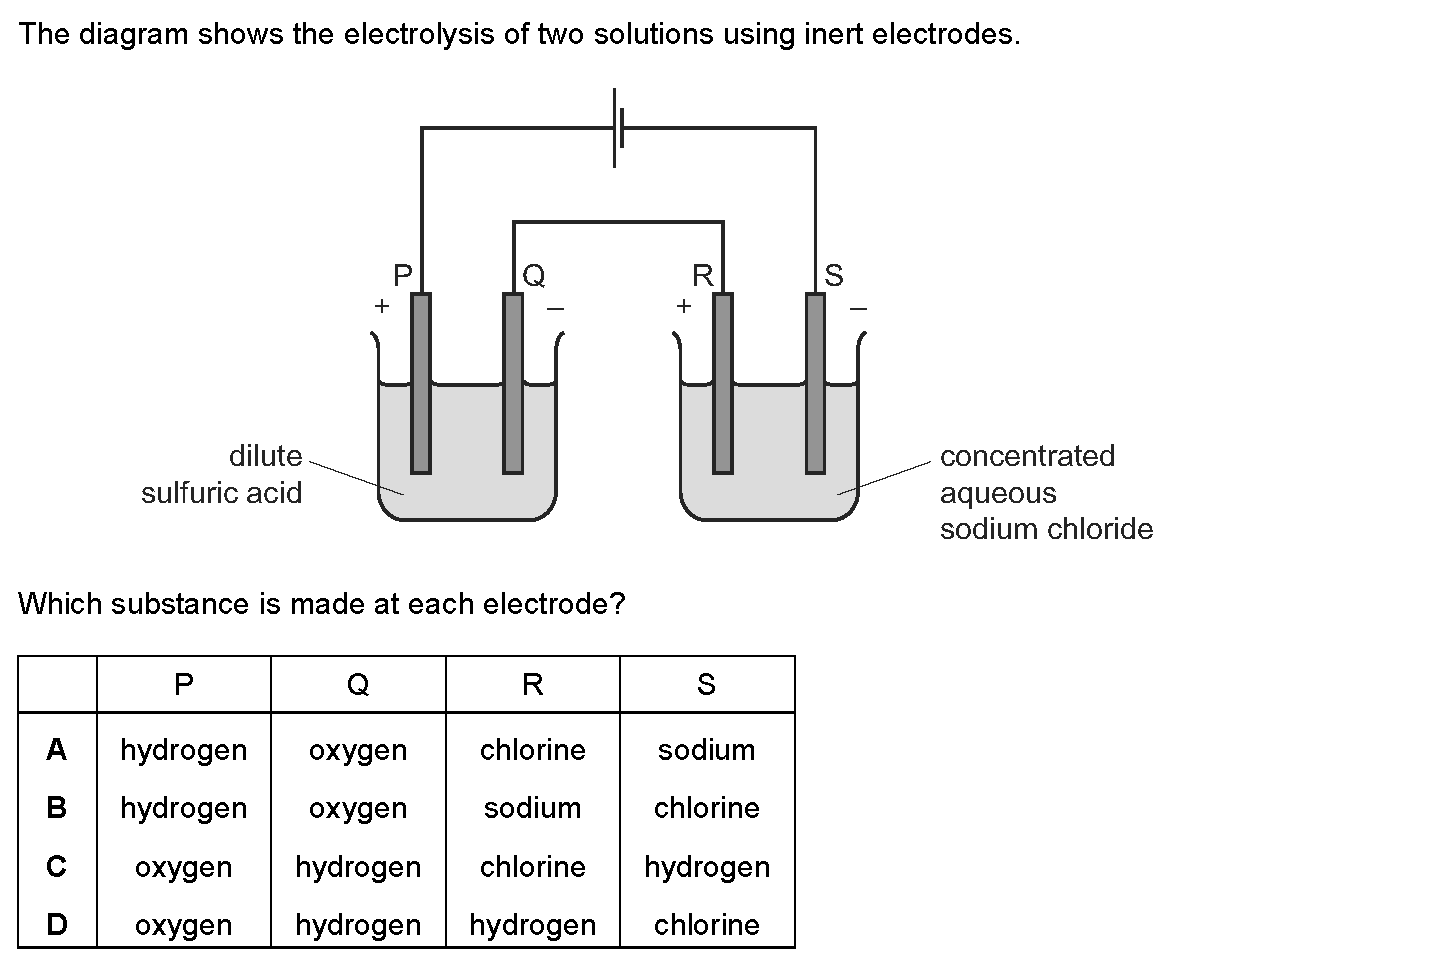 The diagram shows the electrolysis of two solutions using inert electrodes.
P Q R S
+ – + –
dilute
sulfuric acid
concentrated
aqueous
sodium chloride
Which substance is made at each electrode?
P Q R S
A hydrogen oxygen chlorine sodium
B hydrogen oxygen sodium chlorine
C oxygen hydrogen chlorine hydrogen
D oxygen hydrogen hydrogen chlorine